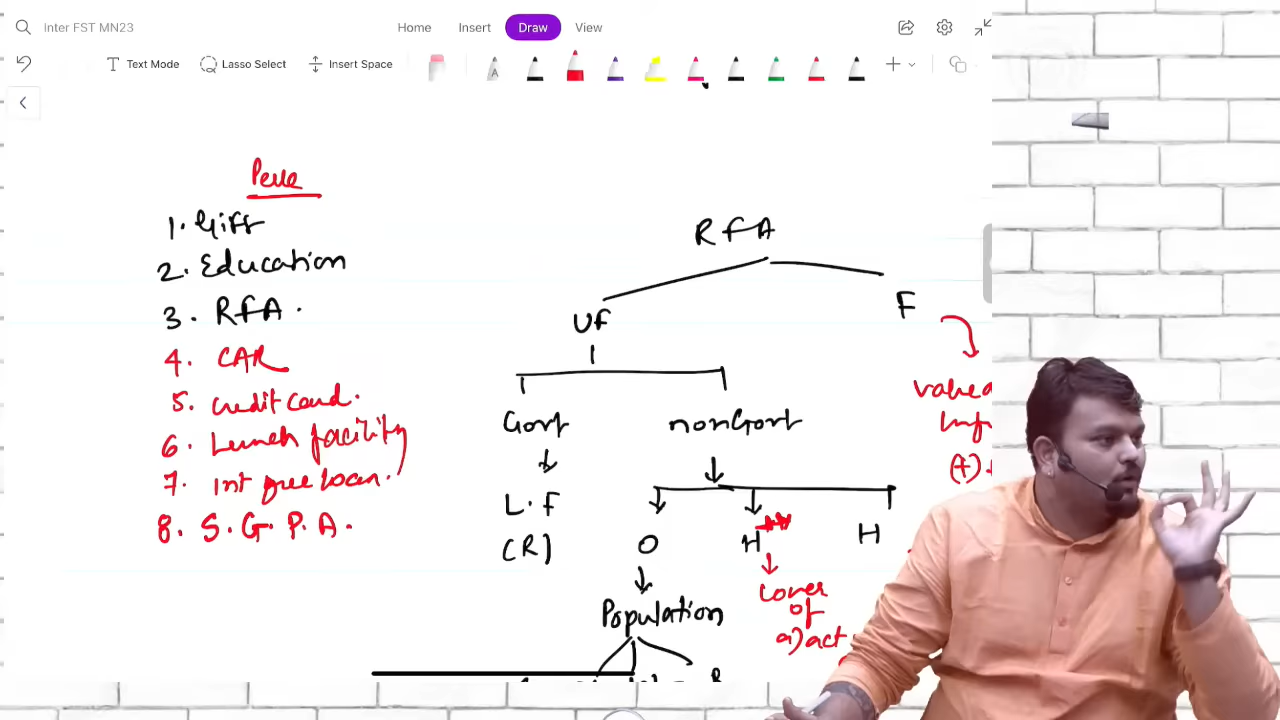 Inter FST MN23
Home Insert Draw View
Text Mode Lasso Select Insert Space
Perk
1. Gift
2. Education
3. RFA.
4. CAR
5. Credit card.
6. Lunch facility
7. Int free loan.
8. S.G.P.A.
RFA
UF F
Govt nonGovt
L.F
(R)
O H H
Population
Lower
of
a) act
(+)